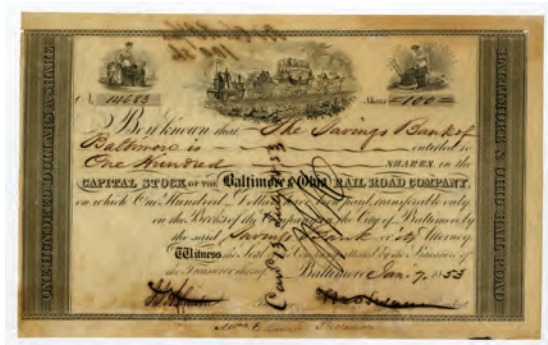 ONE HUNDRED DOLLARS A SHARE
BALTIMORE & OHIO RAIL ROAD
Shares =100=
Be it known that The Savings Bank of
Baltimore is entitled to
One Hundred SHARES in the
CAPITAL STOCK OF THE Baltimore & Ohio RAIL ROAD COMPANY,
on which One Hundred Dollars have been paid, transferable only
on the Books of the Company in the City of Baltimore by
the said Savings Bank or its Attorney
Witness the Seal of the Company attested by the Signature of
the Treasurer thereof Baltimore Jan. 7, 1853